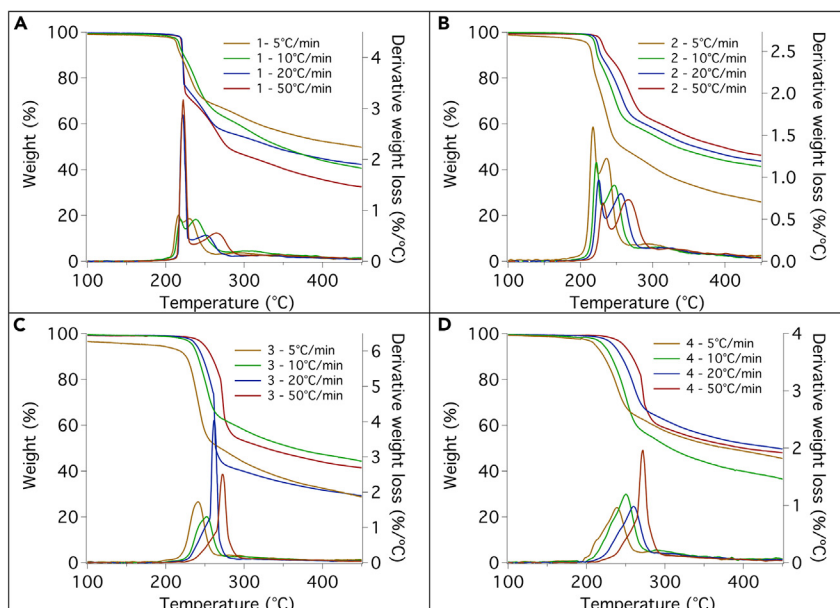 A
100
80
60
40
20
0
Weight (%)
1- 5°C/min
1 - 10°C/min
1 - 20°C/min
1 - 50°C/min
4
3
2
1
0
Derivative weight loss (%/°C)
100
200
300
400
Temperature (°C)
B
100
80
60
40
20
0
Weight (%)
2 - 5°C/min
2 - 10°C/min
2 - 20°C/min
2 - 50°C/min
2.5
2.0
1.5
1.0
0.5
0.0
Derivative weight loss (%/°C)
100
200
300
400
Temperature (°C)
C
100
80
60
40
20
0
Weight (%)
3 - 5°C/min
3 - 10°C/min
3 - 20°C/min
3 - 50°C/min
6
5
4
3
2
1
0
Derivative weight loss (%/°C)
100
200
300
400
Temperature (°C)
D
100
80
60
40
20
0
Weight (%)
4 - 5°C/min
4 - 10°C/min
4 - 20°C/min
4 - 50°C/min
4
3
2
1
0
Derivative weight loss (%/°C)
100
200
300
400
Temperature (°C)